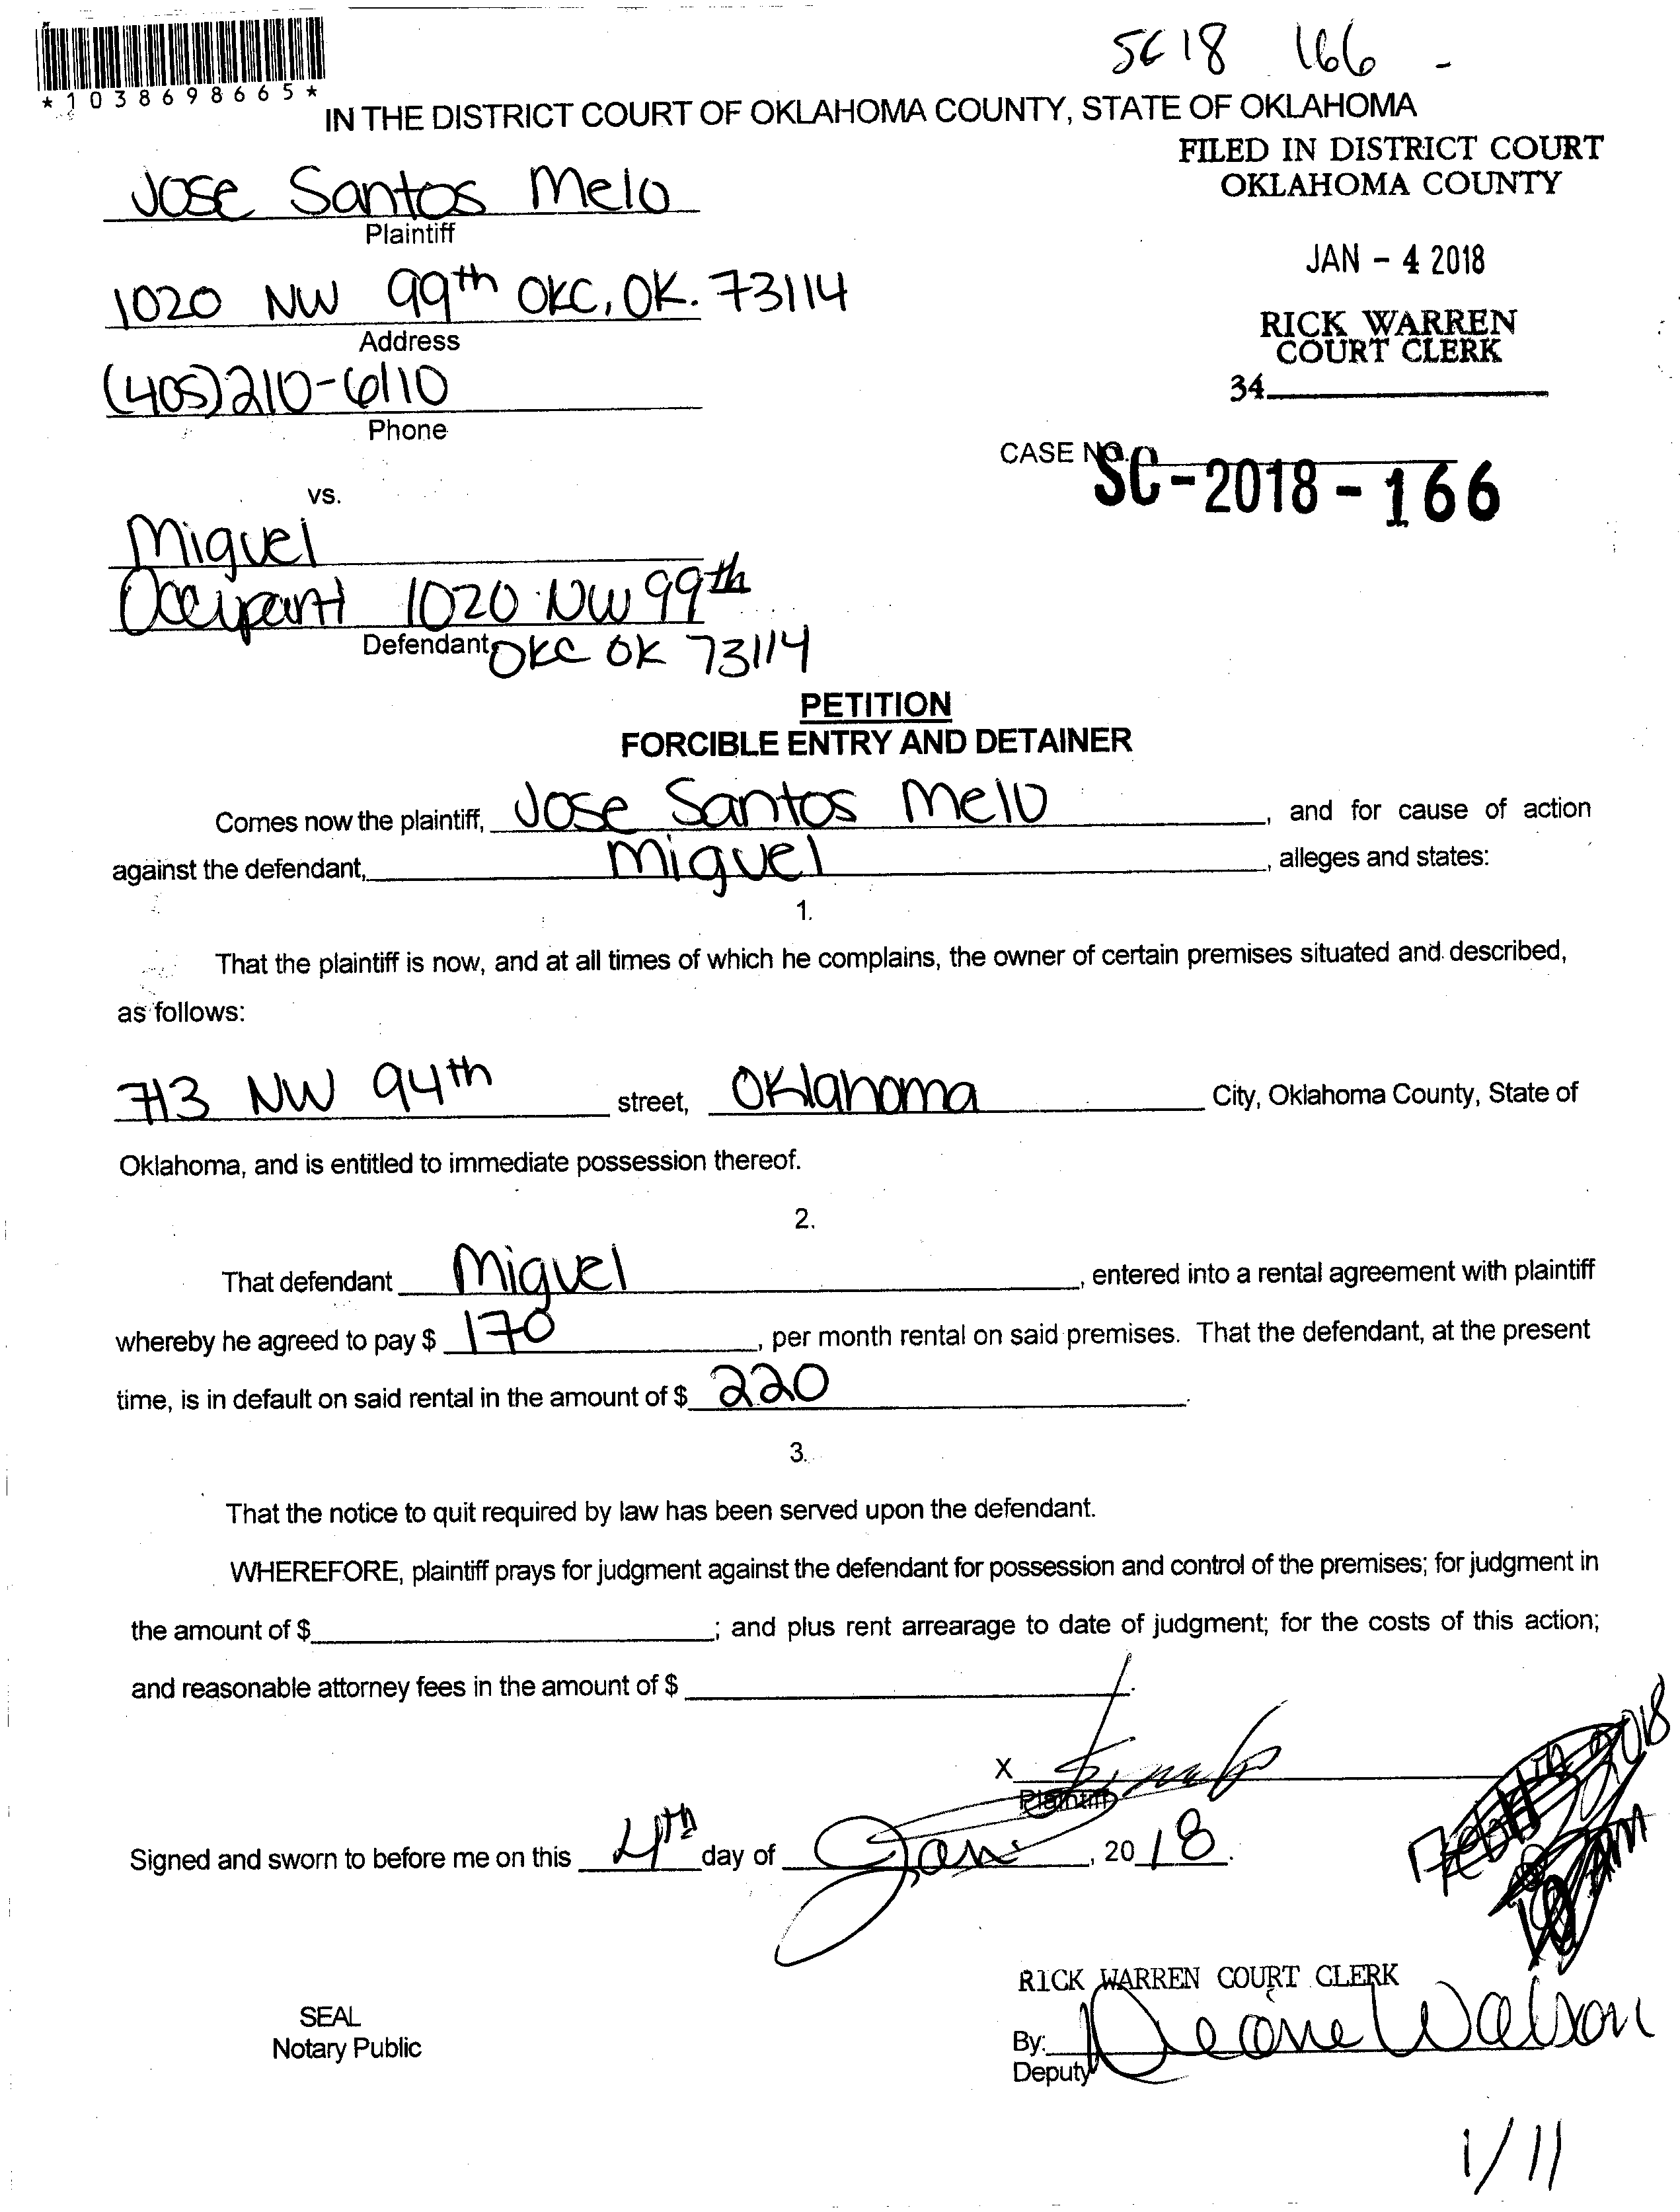 SC 18 166 -
*1038698665*
IN THE DISTRICT COURT OF OKLAHOMA COUNTY, STATE OF OKLAHOMA
FILED IN DISTRICT COURT
OKLAHOMA COUNTY
JAN - 4 2018
RICK WARREN
COURT CLERK
34
Jose Santos Melo
Plaintiff
1020 NW 99th OKC, OK. 73114
Address
(405)210-6110
Phone
CASE NO. SC-2018-166
vs.
Miguel
Occupant 1020 NW 99th
Defendant OKC OK 73114
PETITION
FORCIBLE ENTRY AND DETAINER
Comes now the plaintiff, Jose Santos Melo, and for cause of action
against the defendant, Miguel, alleges and states:
1.
That the plaintiff is now, and at all times of which he complains, the owner of certain premises situated and described,
as follows:
713 NW 94th street, Oklahoma City, Oklahoma County, State of
Oklahoma, and is entitled to immediate possession thereof.
2.
That defendant Miguel, entered into a rental agreement with plaintiff
whereby he agreed to pay $ 170, per month rental on said premises. That the defendant, at the present
time, is in default on said rental in the amount of $ 220.
3.
That the notice to quit required by law has been served upon the defendant.
WHEREFORE, plaintiff prays for judgment against the defendant for possession and control of the premises; for judgment in
the amount of $ ; and plus rent arrearage to date of judgment; for the costs of this action;
and reasonable attorney fees in the amount of $ .
X
Plaintiff
Signed and sworn to before me on this 4th day of Jan, 2018.
RICK WARREN COURT CLERK
SEAL
Notary Public
By:
Deputy
1/11